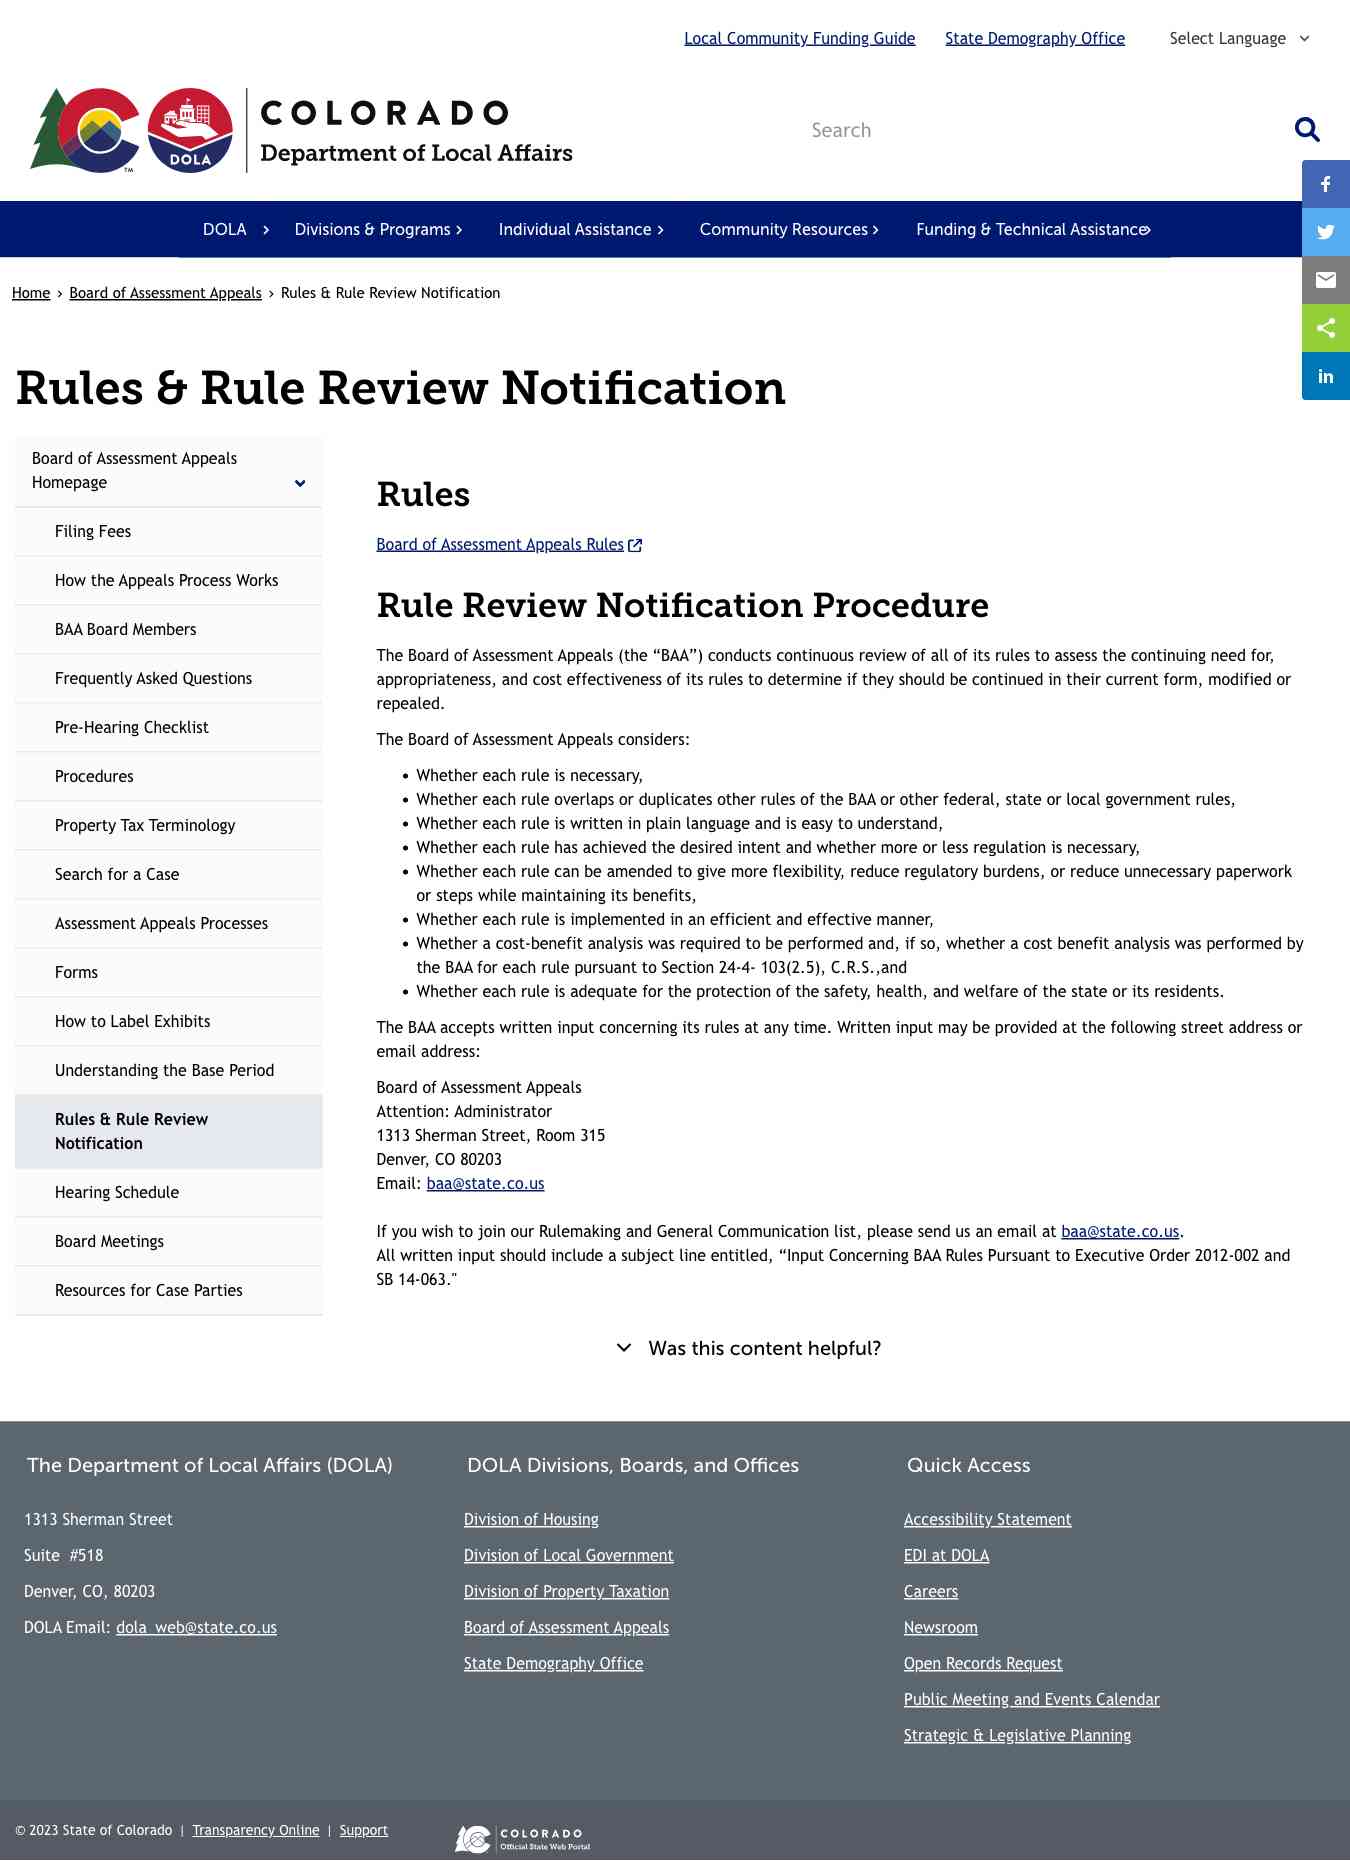 Local Community Funding Guide State Demography Office Select Language
COLORADO
Department of Local Affairs
DOLA
TM
Search
DOLA Divisions & Programs Individual Assistance Community Resources Funding & Technical Assistance
Home › Board of Assessment Appeals › Rules & Rule Review Notification
Rules & Rule Review Notification
Board of Assessment Appeals
Homepage
Filing Fees
How the Appeals Process Works
BAA Board Members
Frequently Asked Questions
Pre-Hearing Checklist
Procedures
Property Tax Terminology
Search for a Case
Assessment Appeals Processes
Forms
How to Label Exhibits
Understanding the Base Period
Rules & Rule Review
Notification
Hearing Schedule
Board Meetings
Resources for Case Parties
Rules
Board of Assessment Appeals Rules
Rule Review Notification Procedure
The Board of Assessment Appeals (the “BAA”) conducts continuous review of all of its rules to assess the continuing need for,
appropriateness, and cost effectiveness of its rules to determine if they should be continued in their current form, modified or
repealed.
The Board of Assessment Appeals considers:
• Whether each rule is necessary,
• Whether each rule overlaps or duplicates other rules of the BAA or other federal, state or local government rules,
• Whether each rule is written in plain language and is easy to understand,
• Whether each rule has achieved the desired intent and whether more or less regulation is necessary,
• Whether each rule can be amended to give more flexibility, reduce regulatory burdens, or reduce unnecessary paperwork
or steps while maintaining its benefits,
• Whether each rule is implemented in an efficient and effective manner,
• Whether a cost-benefit analysis was required to be performed and, if so, whether a cost benefit analysis was performed by
the BAA for each rule pursuant to Section 24-4- 103(2.5), C.R.S.,and
• Whether each rule is adequate for the protection of the safety, health, and welfare of the state or its residents.
The BAA accepts written input concerning its rules at any time. Written input may be provided at the following street address or
email address:
Board of Assessment Appeals
Attention: Administrator
1313 Sherman Street, Room 315
Denver, CO 80203
Email: baa@state.co.us
If you wish to join our Rulemaking and General Communication list, please send us an email at baa@state.co.us.
All written input should include a subject line entitled, “Input Concerning BAA Rules Pursuant to Executive Order 2012-002 and
SB 14-063."
Was this content helpful?
The Department of Local Affairs (DOLA)
1313 Sherman Street
Suite #518
Denver, CO, 80203
DOLA Email: dola_web@state.co.us
DOLA Divisions, Boards, and Offices
Division of Housing
Division of Local Government
Division of Property Taxation
Board of Assessment Appeals
State Demography Office
Quick Access
Accessibility Statement
EDI at DOLA
Careers
Newsroom
Open Records Request
Public Meeting and Events Calendar
Strategic & Legislative Planning
© 2023 State of Colorado | Transparency Online | Support
COLORADO
Official State Web Portal